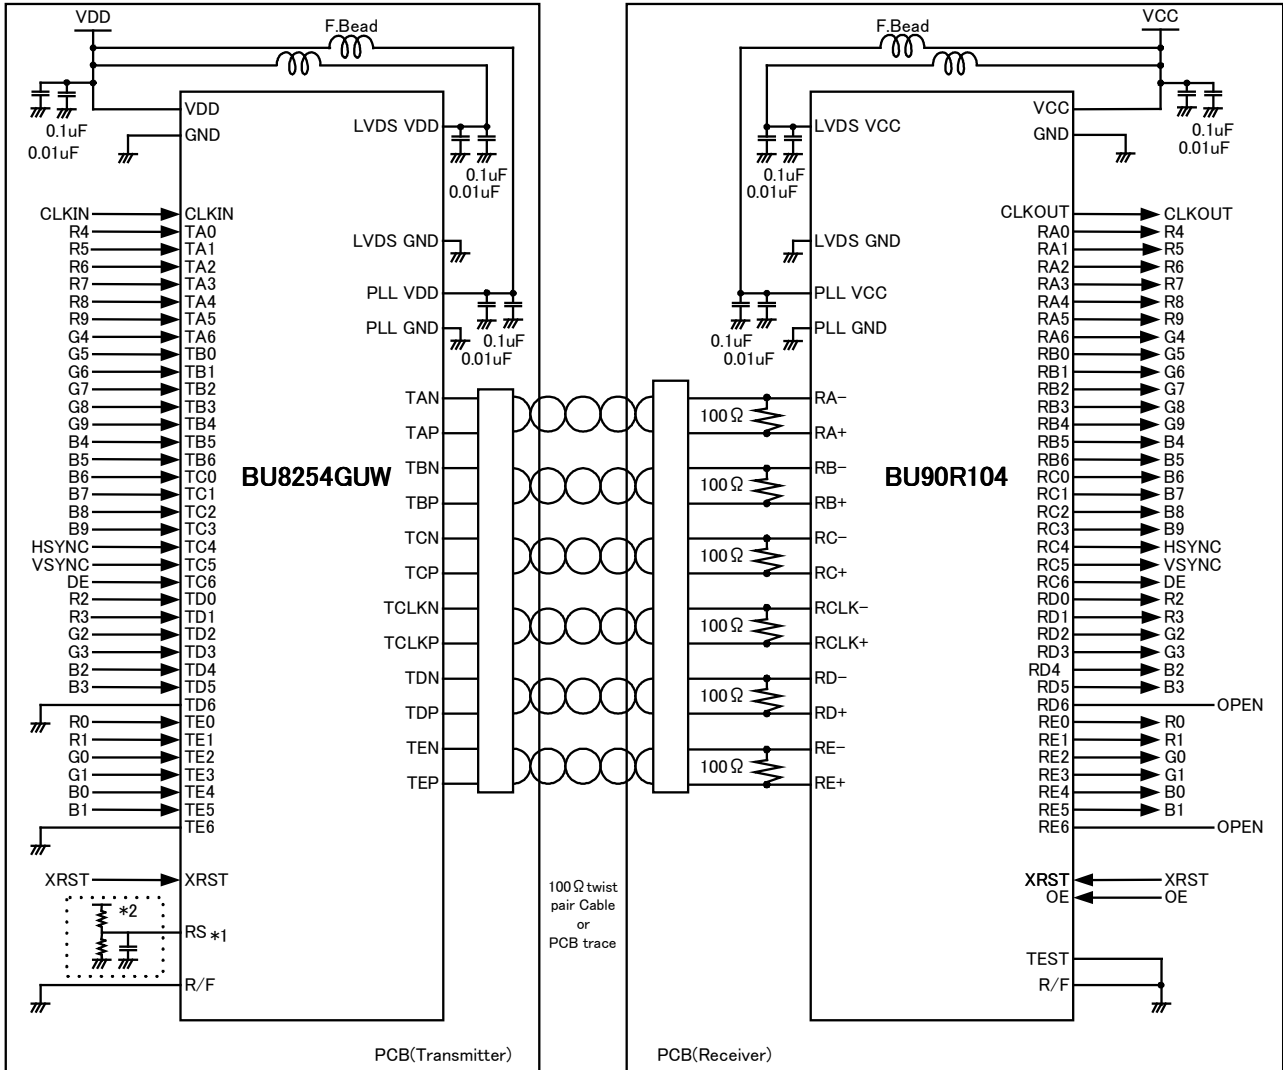 VDD
F.Bead
0.1uF
0.01uF
VDD
GND
LVDS VDD
0.1uF
0.01uF
LVDS GND
PLL VDD
PLL GND
0.1uF
0.01uF
CLKIN CLKIN
R4 TA0
R5 TA1
R6 TA2
R7 TA3
R8 TA4
R9 TA5
G4 TA6
G5 TB0
G6 TB1
G7 TB2
G8 TB3
G9 TB4
B4 TB5
B5 TB6
B6 TC0
B7 TC1
B8 TC2
B9 TC3
HSYNC TC4
VSYNC TC5
DE TC6
R2 TD0
R3 TD1
G2 TD2
G3 TD3
B2 TD4
B3 TD5
TD6
R0 TE0
R1 TE1
G0 TE2
G1 TE3
B0 TE4
B1 TE5
TE6
XRST XRST
*2
RS *1
R/F
BU8254GUW
TAN
TAP
TBN
TBP
TCN
TCP
TCLKN
TCLKP
TDN
TDP
TEN
TEP
PCB(Transmitter)
100Ω twist
pair Cable
or
PCB trace
VCC
F.Bead
VCC
GND
0.1uF
0.01uF
LVDS VCC
0.1uF
0.01uF
LVDS GND
PLL VCC
PLL GND
0.1uF
0.01uF
100Ω
100Ω
100Ω
100Ω
100Ω
100Ω
RA-
RA+
RB-
RB+
RC-
RC+
RCLK-
RCLK+
RD-
RD+
RE-
RE+
BU90R104
CLKOUT CLKOUT
RA0 R4
RA1 R5
RA2 R6
RA3 R7
RA4 R8
RA5 R9
RA6 G4
RB0 G5
RB1 G6
RB2 G7
RB3 G8
RB4 G9
RB5 B4
RB6 B5
RC0 B6
RC1 B7
RC2 B8
RC3 B9
RC4 HSYNC
RC5 VSYNC
RC6 DE
RD0 R2
RD1 R3
RD2 G2
RD3 G3
RD4 B2
RD5 B3
RD6 OPEN
RE0 R0
RE1 R1
RE2 G0
RE3 G1
RE4 B0
RE5 B1
RE6 OPEN
XRST XRST
OE OE
TEST
R/F
PCB(Receiver)